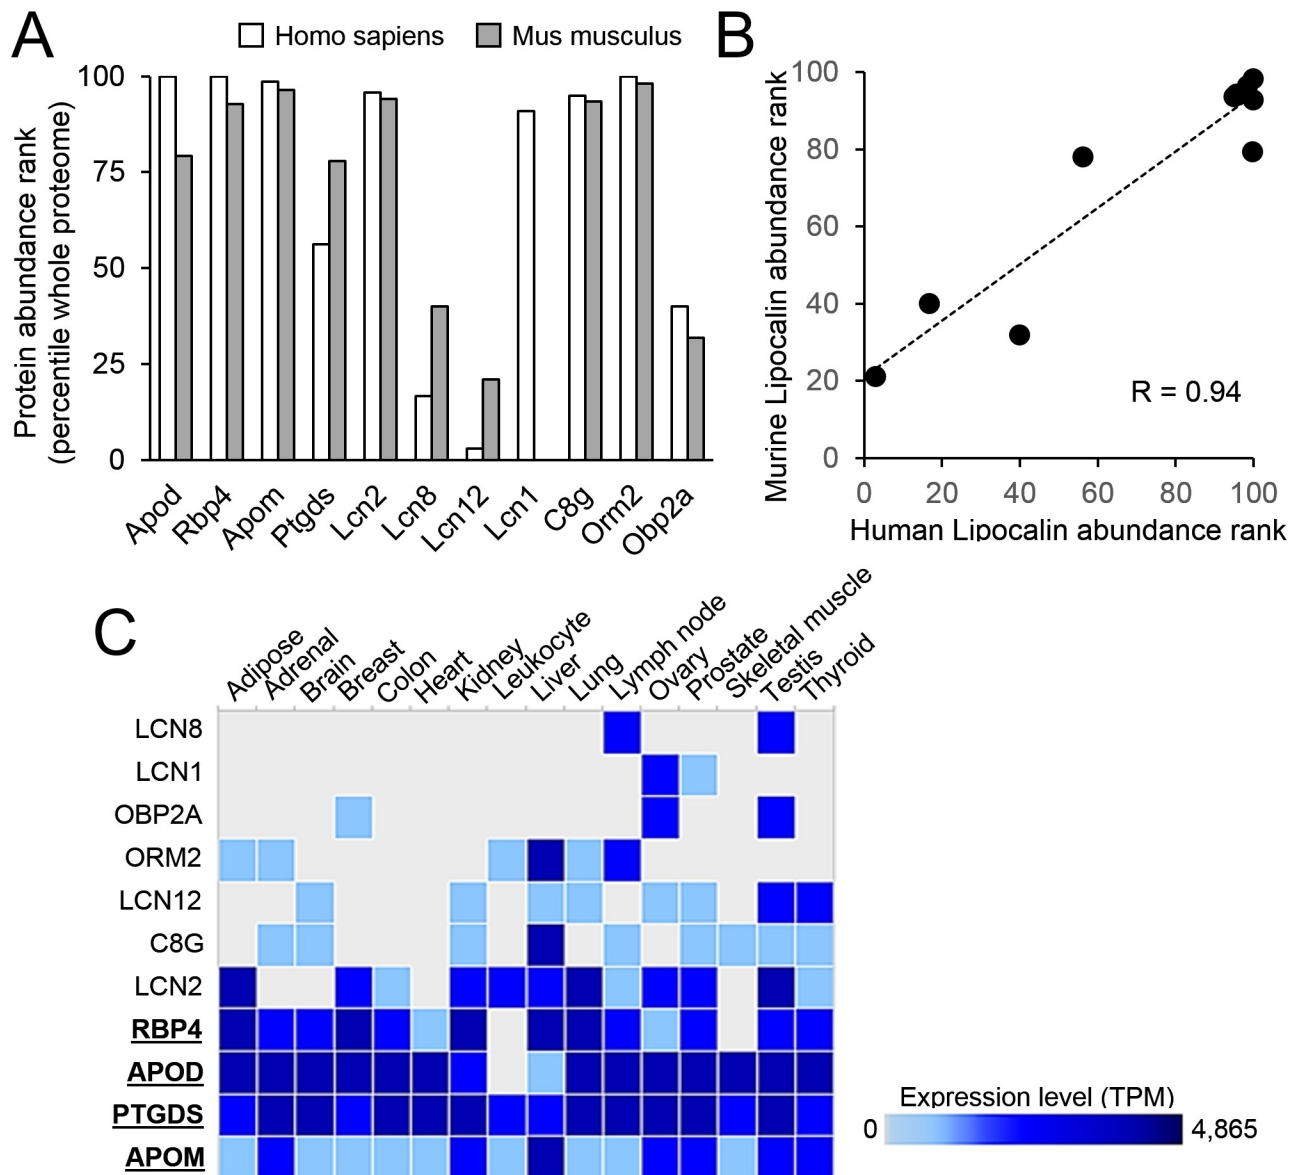 A
Homo sapiens
Mus musculus
Protein abundance rank
(percentile whole proteome)
100
75
50
25
0
Apod
Rbp4
Apom
Ptgds
Lcn2
Lcn8
Lcn12
Lcn1
C8g
Orm2
Obp2a
B
Murine Lipocalin abundance rank
100
80
60
40
20
0
R = 0.94
0 20 40 60 80 100
Human Lipocalin abundance rank
C
Adipose
Adrenal
Brain
Breast
Colon
Heart
Kidney
Leukocyte
Liver
Lung
Lymph node
Ovary
Prostate
Skeletal muscle
Testis
Thyroid
LCN8
LCN1
OBP2A
ORM2
LCN12
C8G
LCN2
RBP4
APOD
PTGDS
APOM
Expression level (TPM)
0 4,865